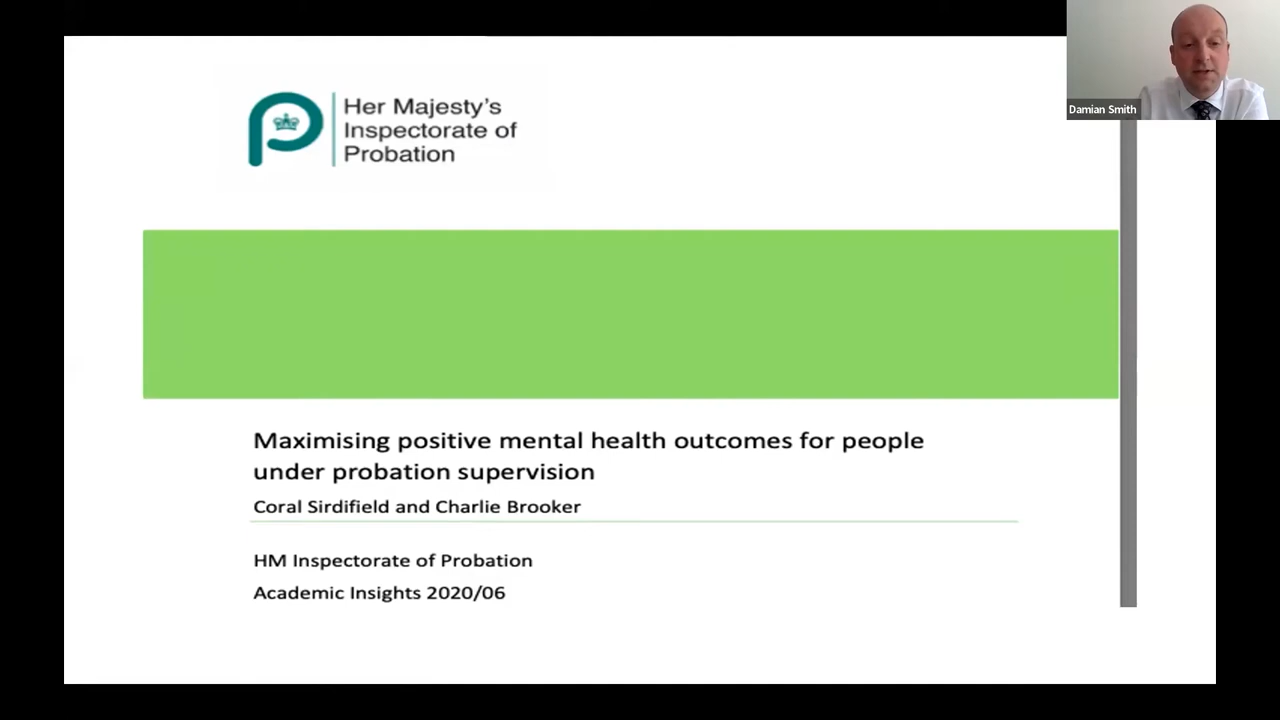 Her Majesty's
Inspectorate of
Probation
Damian Smith
Maximising positive mental health outcomes for people
under probation supervision
Coral Sirdifield and Charlie Brooker
HM Inspectorate of Probation
Academic Insights 2020/06